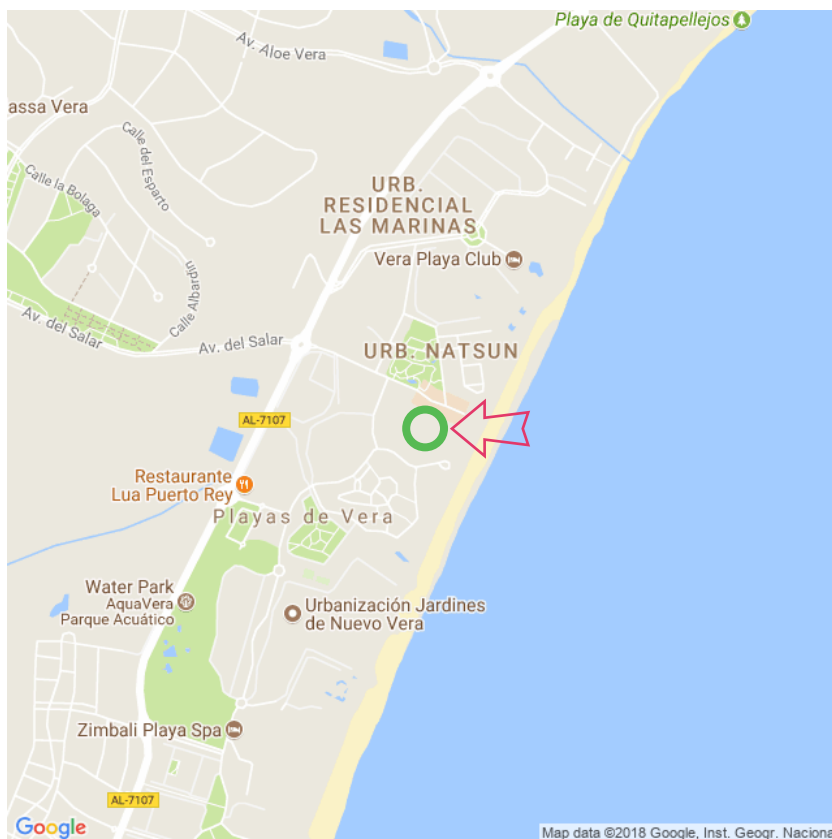 Playa de Quitapellejos
Av. Aloe Vera
assa Vera
Calle del Esparto
Calle la Bolaga
URB.
RESIDENCIAL
LAS MARINAS
Vera Playa Club
Calle Albardin
Av. del Salar
Av. del Salar
URB. NATSUN
AL-7107
Restaurante
Lua Puerto Rey
Playas de Vera
Water Park
AquaVera
Parque Acuático
Urbanización Jardines
de Nuevo Vera
Zimbali Playa Spa
AL-7107
Google
Map data ©2018 Google, Inst. Geogr. Naciona